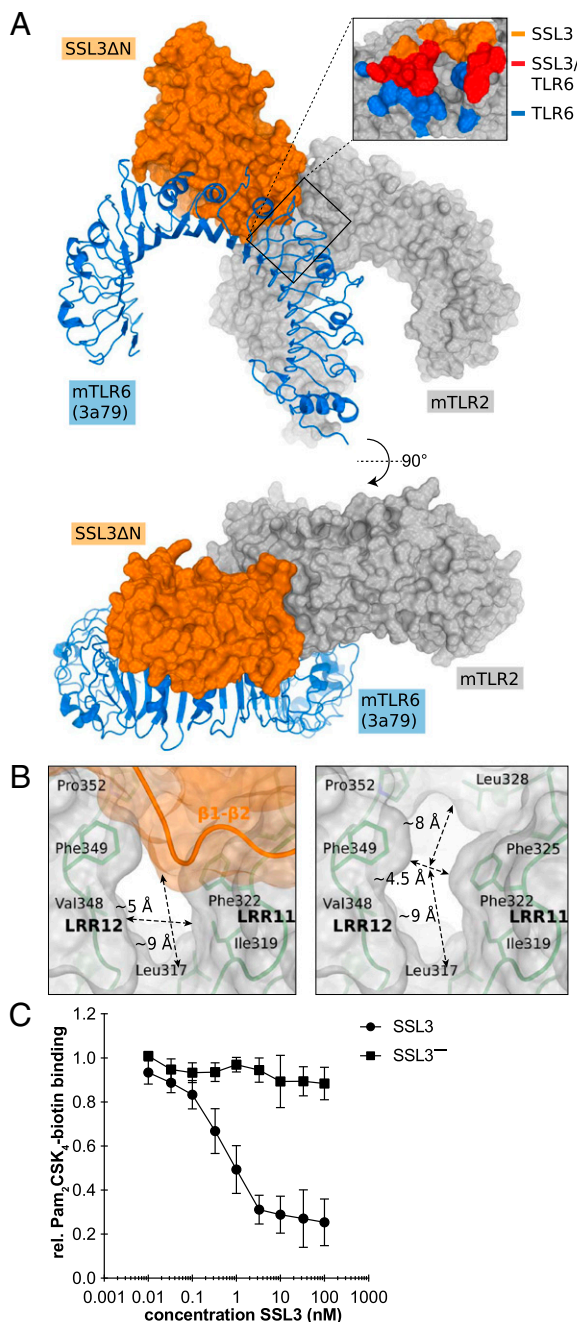 A
SSL3ΔN
SSL3
SSL3/
TLR6
TLR6
mTLR6
(3a79)
mTLR2
90°
SSL3ΔN
mTLR2
mTLR6
(3a79)
B
Pro352
β1-β2
Phe349
Val348
~5 Å
Phe322
LRR12
LRR11
~9 Å
Ile319
Leu317
Pro352
Leu328
~8 Å
Phe349
Phe325
~4.5 Å
Val348
Phe322
LRR12
~9 Å
LRR11
Ile319
Leu317
C
SSL3
SSL3—
rel. Pam2CSK4-biotin binding
1.2
1.0
0.8
0.6
0.4
0.2
0.0
0.001 0.01 0.1 1 10 100 1000
concentration SSL3 (nM)